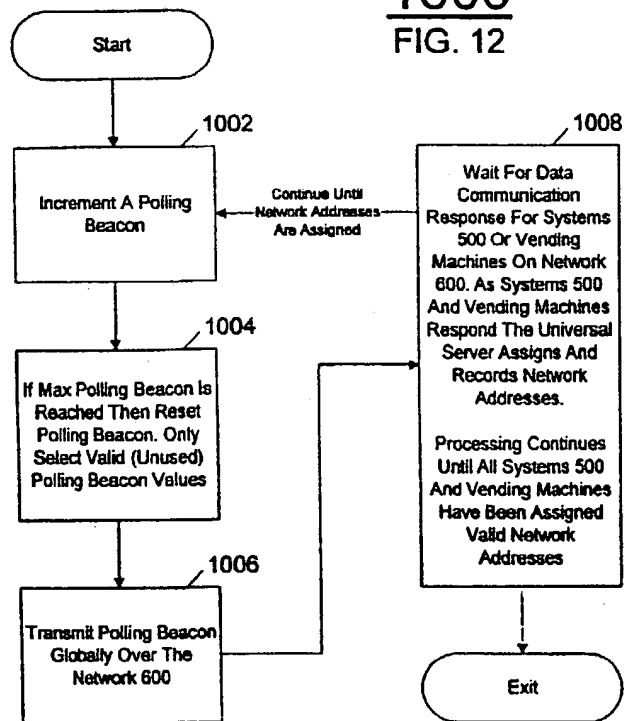 FIG. 12
Start
1002
Increment A Polling
Beacon
Continue Until
Network Addresses
Are Assigned
1004
If Max Polling Beacon Is
Reached Then Reset
Polling Beacon. Only
Select Valid (Unused)
Polling Beacon Values
1006
Transmit Polling Beacon
Globally Over The
Network 600
1008
Wait For Data
Communication
Response For Systems
500 Or Vending
Machines On Network
600. As Systems 500
And Vending Machines
Respond The Universal
Server Assigns And
Records Network
Addresses.
Processing Continues
Until All Systems 500
And Vending Machines
Have Been Assigned
Valid Network
Addresses
Exit